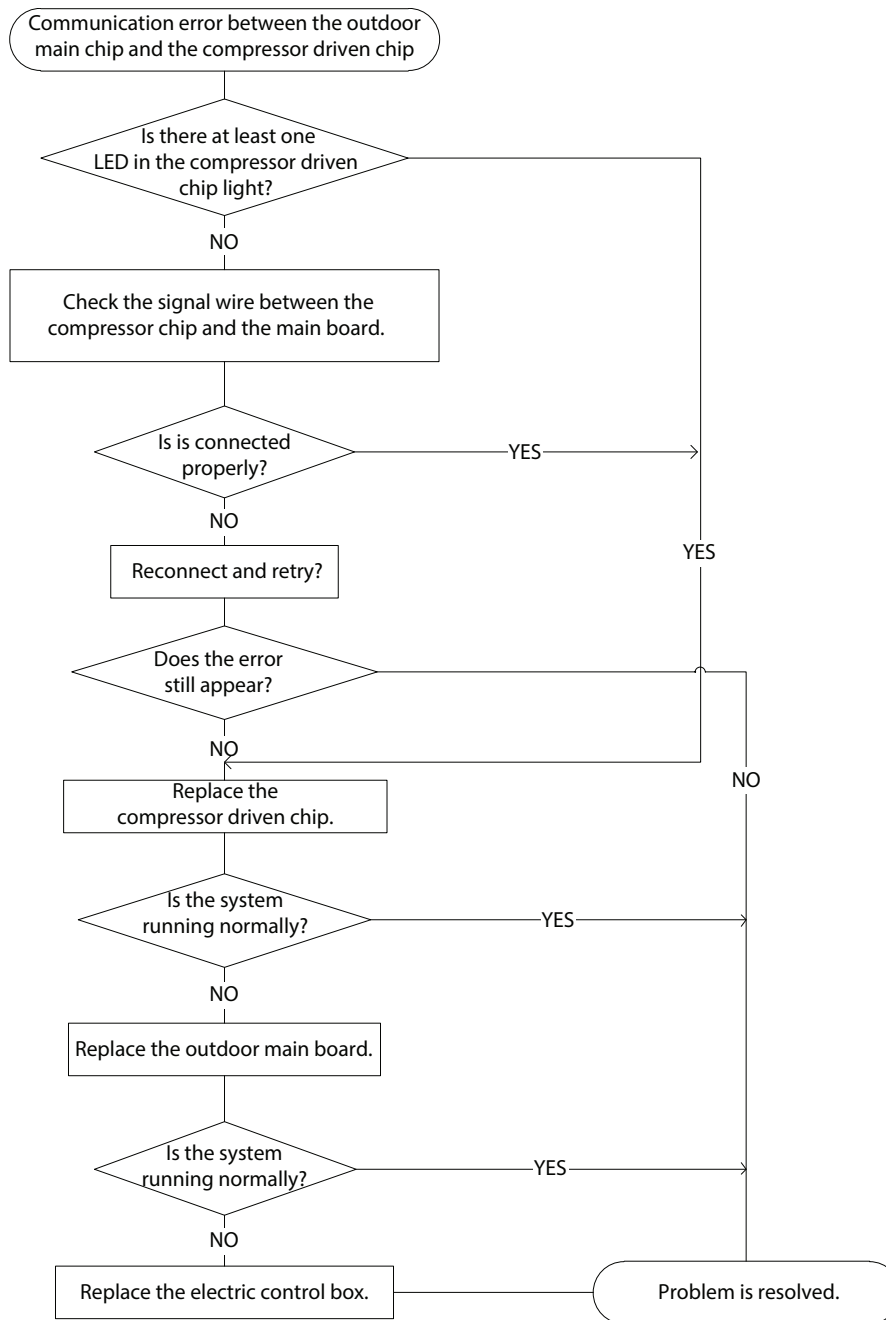 Communication error between the outdoor
main chip and the compressor driven chip
Is there at least one
LED in the compressor driven
chip light?
NO
Check the signal wire between the
compressor chip and the main board.
Is is connected
properly?
YES
NO
YES
Reconnect and retry?
Does the error
still appear?
NO
NO
Replace the
compressor driven chip.
Is the system
running normally?
YES
NO
Replace the outdoor main board.
Is the system
running normally?
YES
NO
Replace the electric control box.
Problem is resolved.